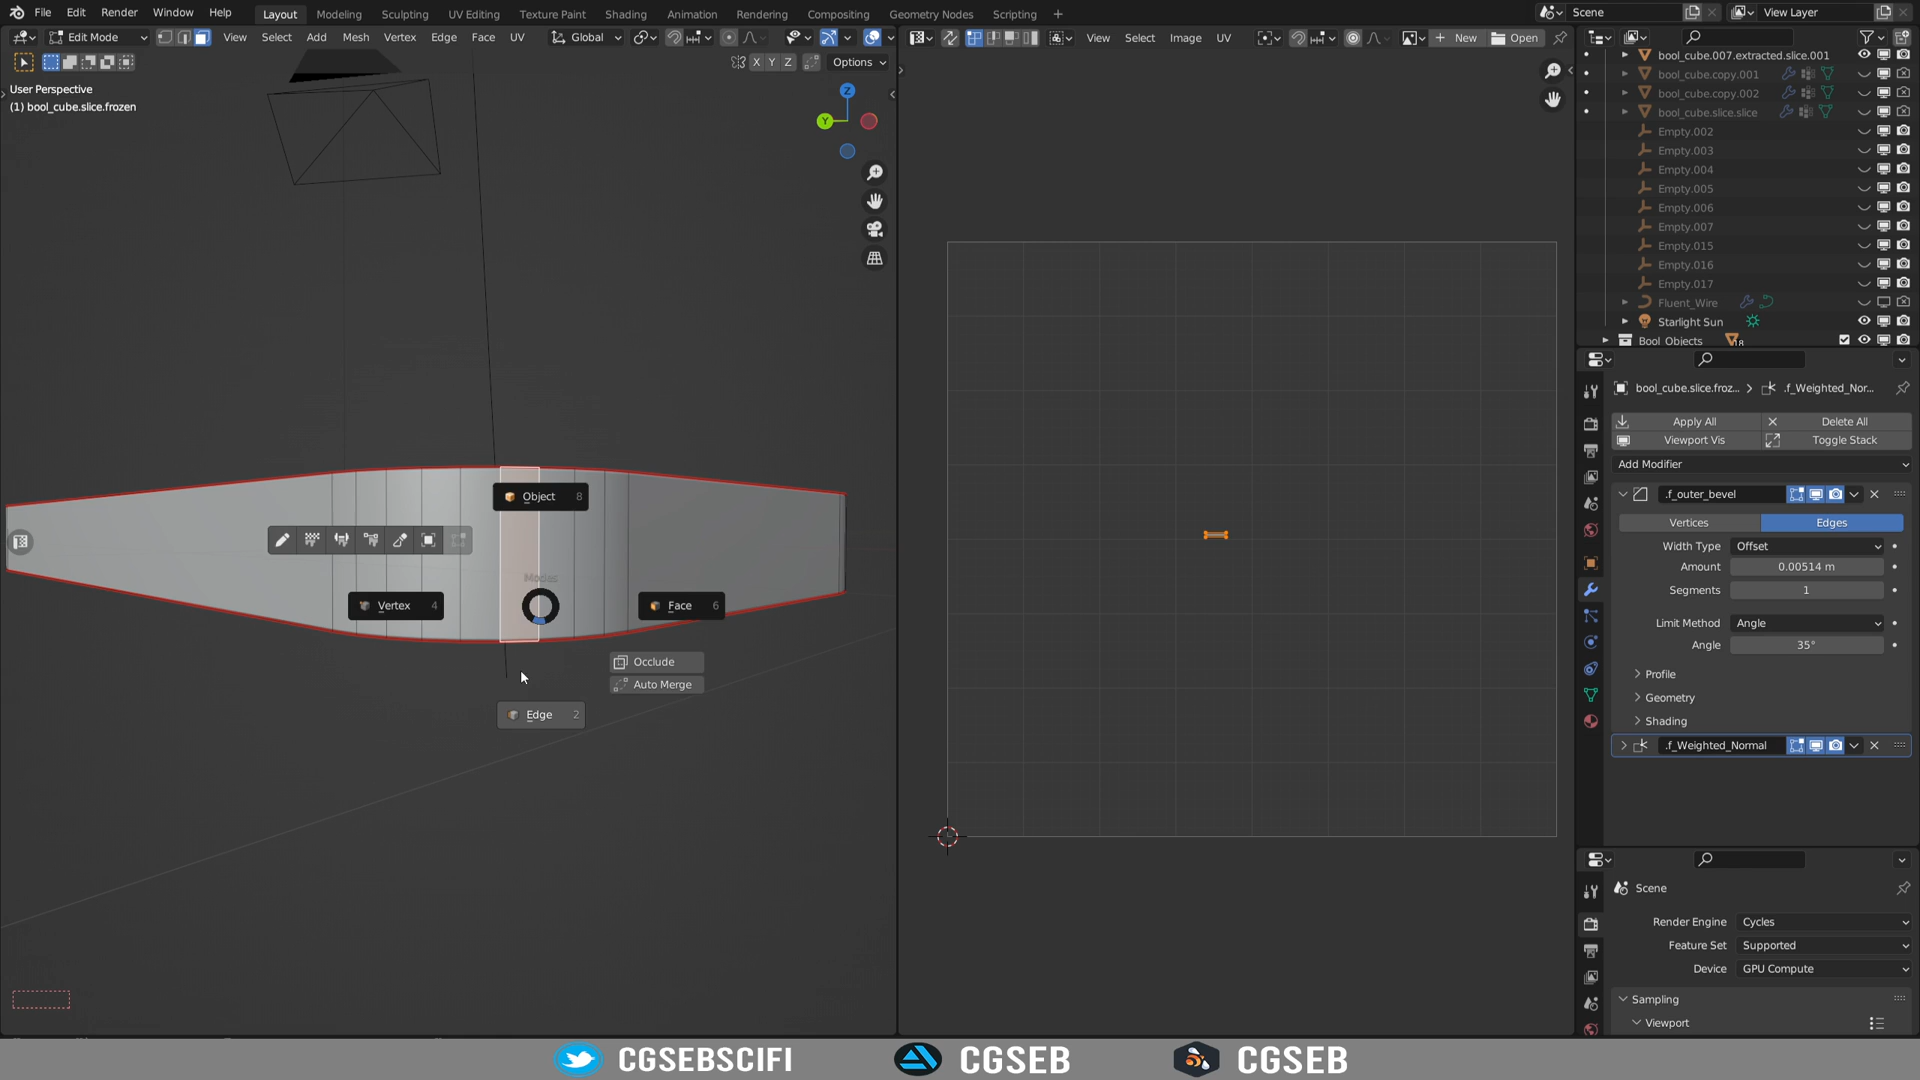 File Edit Render Window Help Layout Modeling Sculpting UV Editing Texture Paint Shading Animation Rendering Compositing Geometry Nodes Scripting + Scene View Layer
Edit Mode View Select Add Mesh Vertex Edge Face UV Global View Select Image UV New Open
X Y Z Options
User Perspective
(1) bool_cube.slice.frozen
Z
Y
bool_cube.007.extracted.slice.001
bool_cube.copy.001
bool_cube.copy.002
bool_cube.slice.slice
Empty.002
Empty.003
Empty.004
Empty.005
Empty.006
Empty.007
Empty.015
Empty.016
Empty.017
Fluent_Wire
Starlight Sun
Bool Objects 18
bool_cube.slice.froz... > .f_Weighted_Nor...
Apply All Delete All
Viewport Vis Toggle Stack
Add Modifier
.f_outer_bevel
Vertices Edges
Width Type Offset
Amount 0.00514 m
Segments 1
Limit Method Angle
Angle 35°
Profile
Geometry
Shading
.f_Weighted_Normal
Object 8
Modes
Vertex 4
Face 6
Occlude
Auto Merge
Edge 2
Scene
Render Engine Cycles
Feature Set Supported
Device GPU Compute
Sampling
Viewport
CGSEBSCIFI CGSEB CGSEB